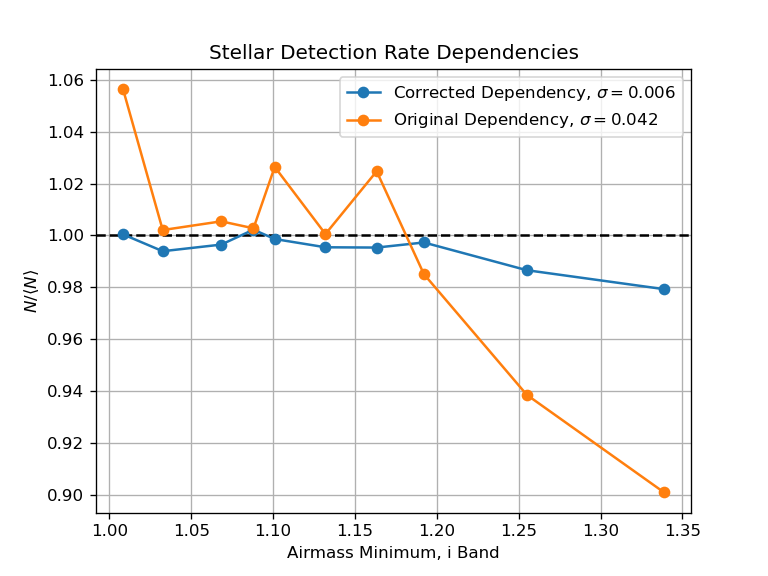 Stellar Detection Rate Dependencies
Corrected Dependency, σ = 0.006
Original Dependency, σ = 0.042
1.06
1.04
1.02
1.00
0.98
0.96
0.94
0.92
0.90
N/⟨N⟩
1.00 1.05 1.10 1.15 1.20 1.25 1.30 1.35
Airmass Minimum, i Band